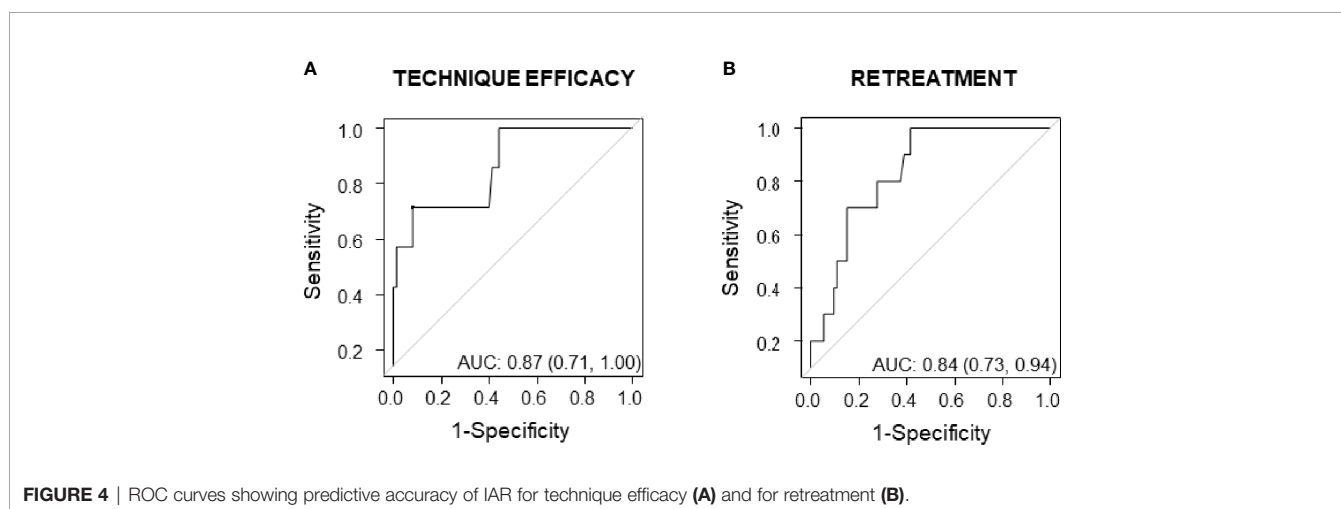 A
TECHNIQUE EFFICACY
Sensitivity
1.0
0.8
0.6
0.4
0.2
AUC: 0.87 (0.71, 1.00)
0.0 0.2 0.4 0.6 0.8 1.0
1-Specificity
B
RETREATMENT
Sensitivity
1.0
0.8
0.6
0.4
0.2
AUC: 0.84 (0.73, 0.94)
0.0 0.2 0.4 0.6 0.8 1.0
1-Specificity
FIGURE 4 | ROC curves showing predictive accuracy of IAR for technique efficacy (A) and for retreatment (B).